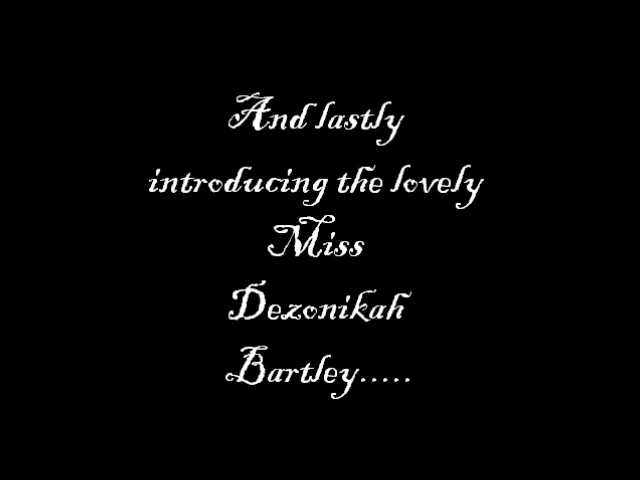 And lastly
introducing the lovely
Miss
Dezonikah
Bartley.....